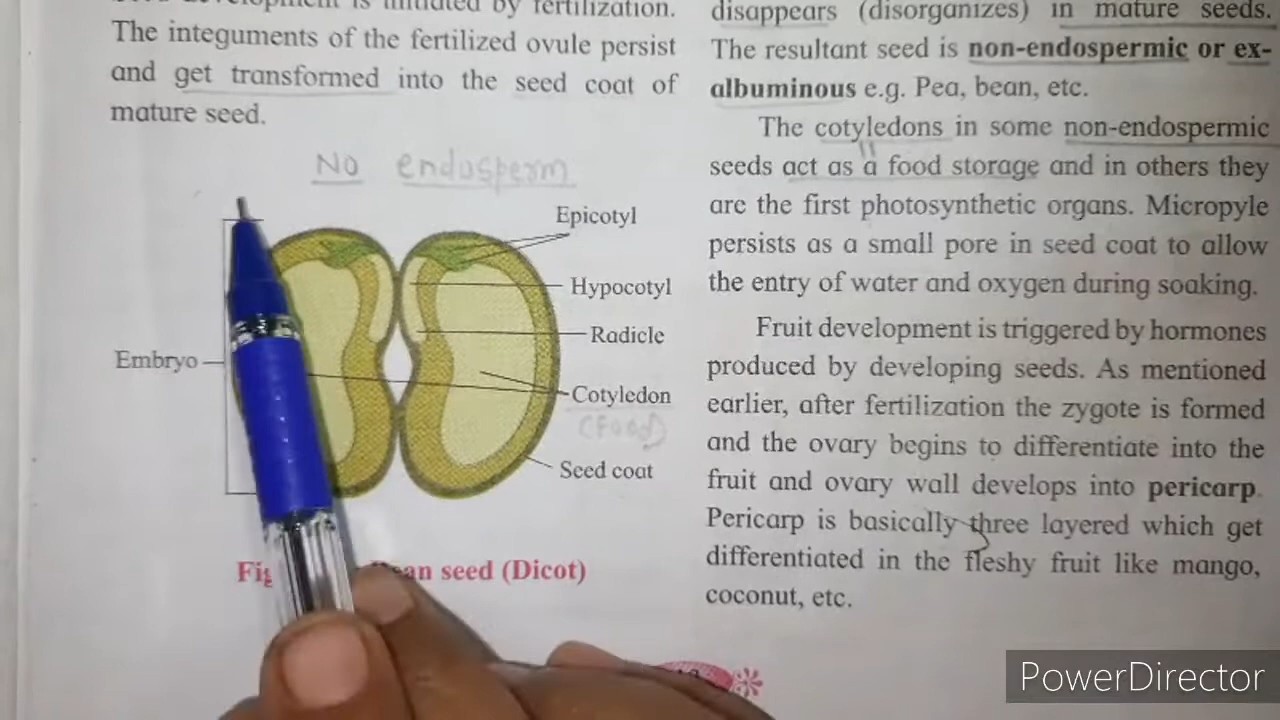 development is initiated by fertilization.
The integuments of the fertilized ovule persist
and get transformed into the seed coat of
mature seed.
No endosperm
Epicotyl
Hypocotyl
Radicle
Embryo
Cotyledon
(Food)
Seed coat
Fig
ean seed (Dicot)
disappears (disorganizes) in mature seeds.
The resultant seed is non-endospermic or ex-
albuminous e.g. Pea, bean, etc.
The cotyledons in some non-endospermic
seeds act as a food storage and in others they
are the first photosynthetic organs. Micropyle
persists as a small pore in seed coat to allow
the entry of water and oxygen during soaking.
Fruit development is triggered by hormones
produced by developing seeds. As mentioned
earlier, after fertilization the zygote is formed
and the ovary begins to differentiate into the
fruit and ovary wall develops into pericarp.
Pericarp is basically three layered which get
differentiated in the fleshy fruit like mango,
coconut, etc.
PowerDirector